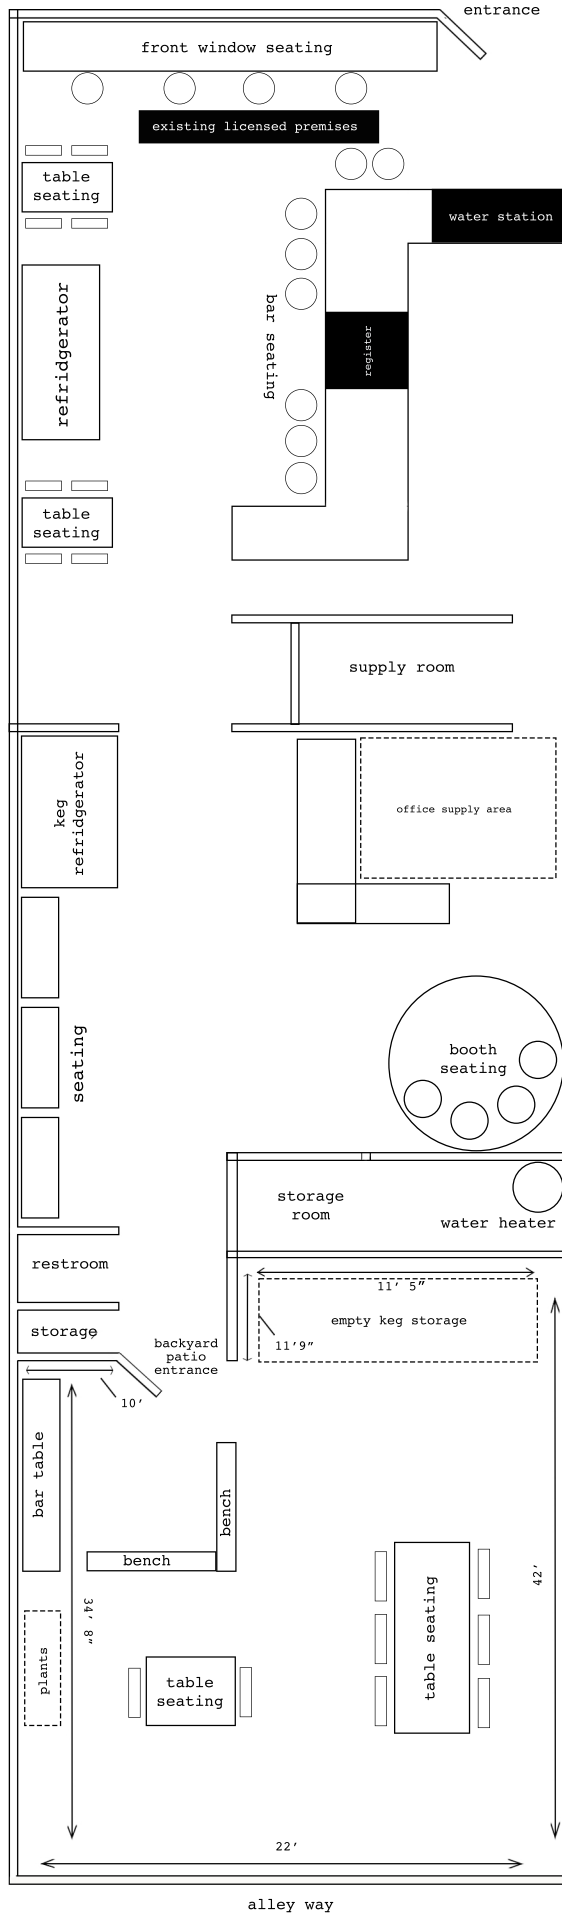 entrance
front window seating
existing licensed premises
table
seating
water station
refridgerator
bar seating
register
table
seating
supply room
keg
refridgerator
office supply area
seating
booth
seating
storage
room
water heater
restroom
11′ 5″
empty keg storage
storage
11′9″
backyard
patio
entrance
10′
bar table
bench
bench
42′
34′ 8″
table seating
plants
table
seating
22′
alley way